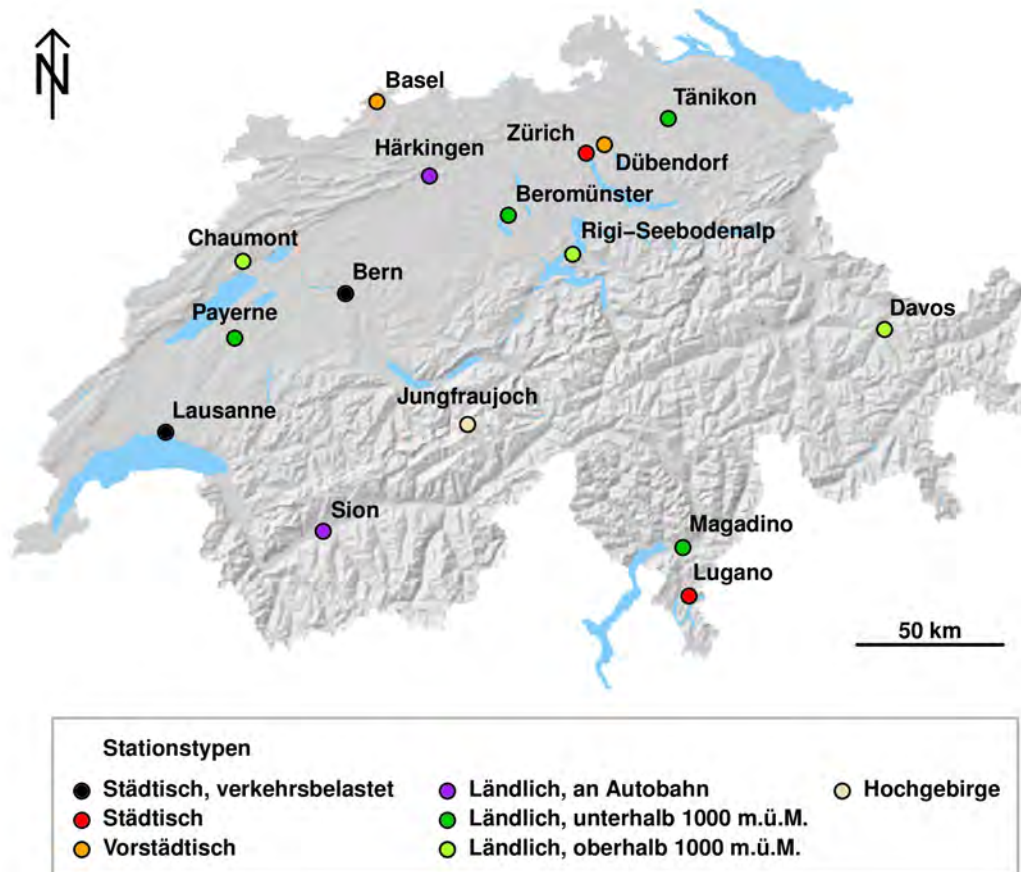 N
Basel
Tänikon
Zürich
Härkingen
Dübendorf
Beromünster
Chaumont
Rigi−Seebodenalp
Bern
Payerne
Davos
Jungfraujoch
Lausanne
Sion
Magadino
Lugano
50 km
Stationstypen
Städtisch, verkehrsbelastet
Städtisch
Vorstädtisch
Ländlich, an Autobahn
Ländlich, unterhalb 1000 m.ü.M.
Ländlich, oberhalb 1000 m.ü.M.
Hochgebirge